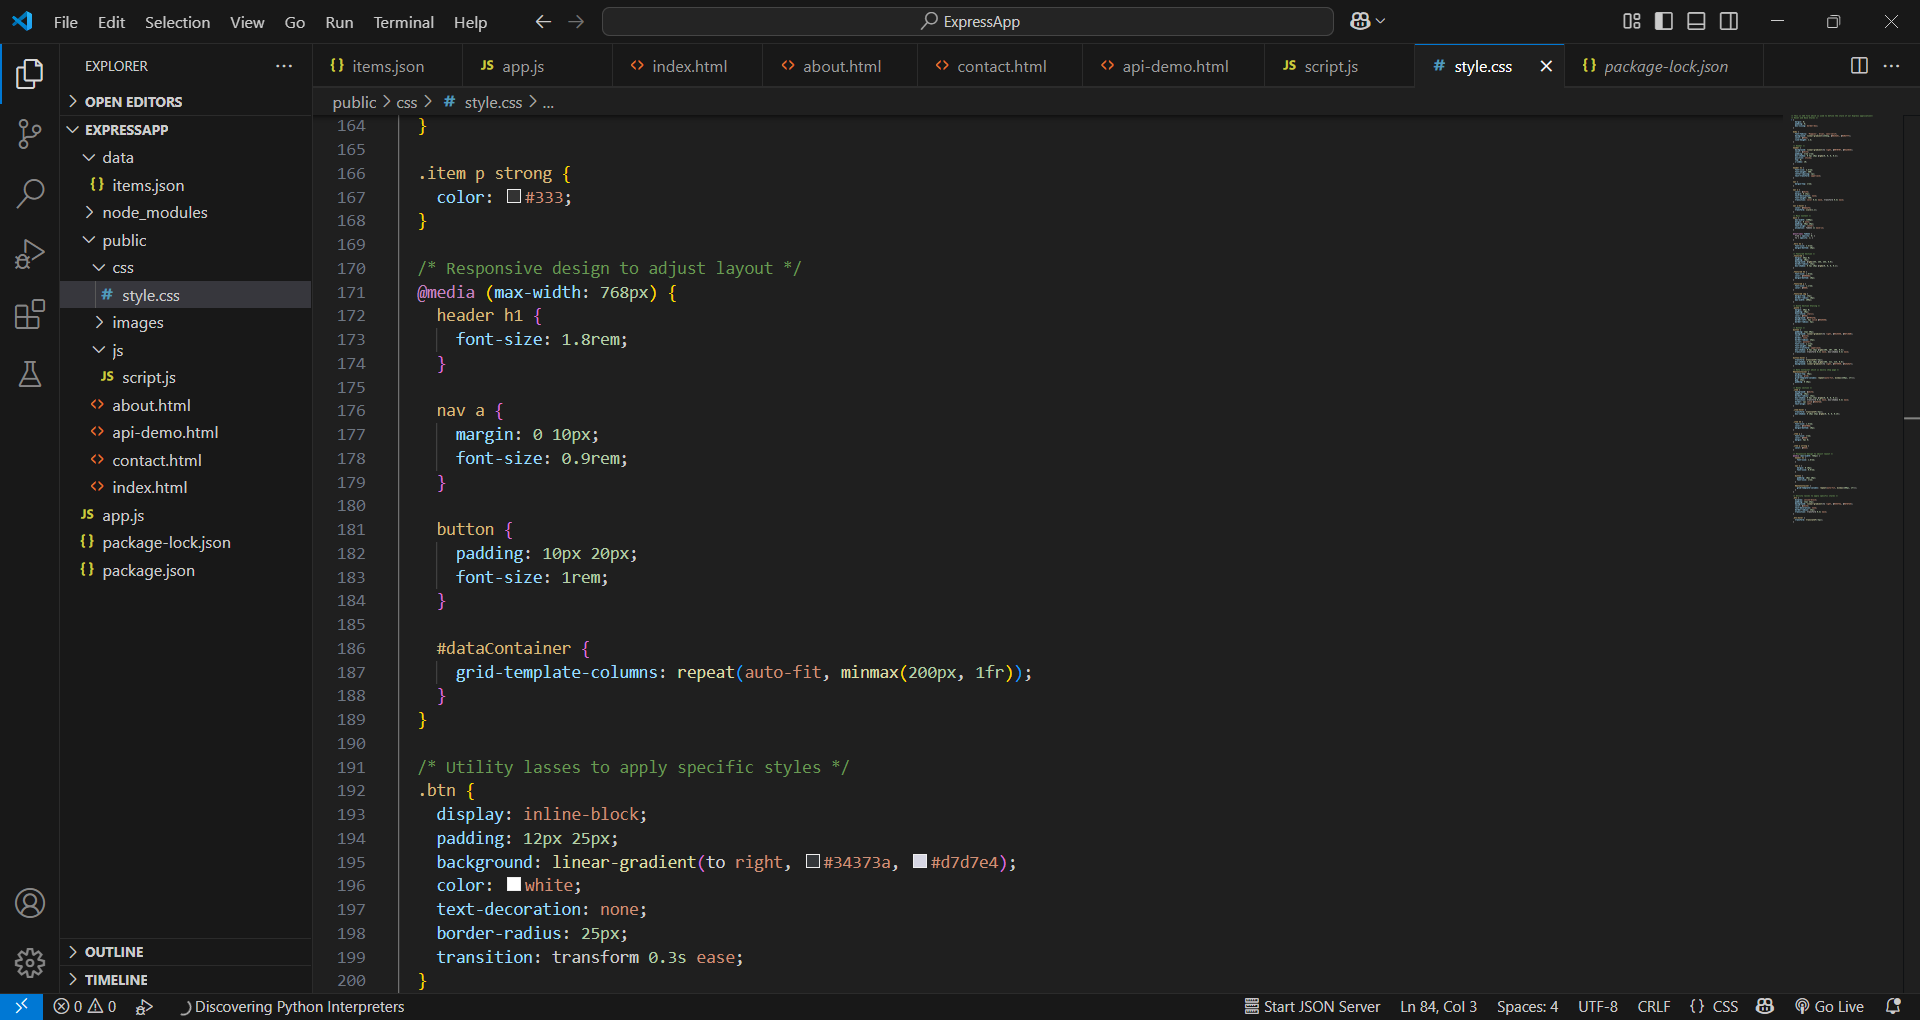 File Edit Selection View Go Run Terminal Help
ExpressApp
EXPLORER
OPEN EDITORS
EXPRESSAPP
data
items.json
node_modules
public
css
# style.css
images
js
JS script.js
<> about.html
<> api-demo.html
<> contact.html
<> index.html
JS app.js
{} package-lock.json
{} package.json
OUTLINE
TIMELINE
{} items.json JS app.js <> index.html <> about.html <> contact.html <> api-demo.html JS script.js # style.css {} package-lock.json
public > css > # style.css > ...
164 }
165
166 .item p strong {
167 color: #333;
168 }
169
170 /* Responsive design to adjust layout */
171 @media (max-width: 768px) {
172 header h1 {
173 font-size: 1.8rem;
174 }
175
176 nav a {
177 margin: 0 10px;
178 font-size: 0.9rem;
179 }
180
181 button {
182 padding: 10px 20px;
183 font-size: 1rem;
184 }
185
186 #dataContainer {
187 grid-template-columns: repeat(auto-fit, minmax(200px, 1fr));
188 }
189 }
190
191 /* Utility lasses to apply specific styles */
192 .btn {
193 display: inline-block;
194 padding: 12px 25px;
195 background: linear-gradient(to right, #34373a, #d7d7e4);
196 color: white;
197 text-decoration: none;
198 border-radius: 25px;
199 transition: transform 0.3s ease;
200 }
0 0 Discovering Python Interpreters Start JSON Server Ln 84, Col 3 Spaces: 4 UTF-8 CRLF {} CSS Go Live